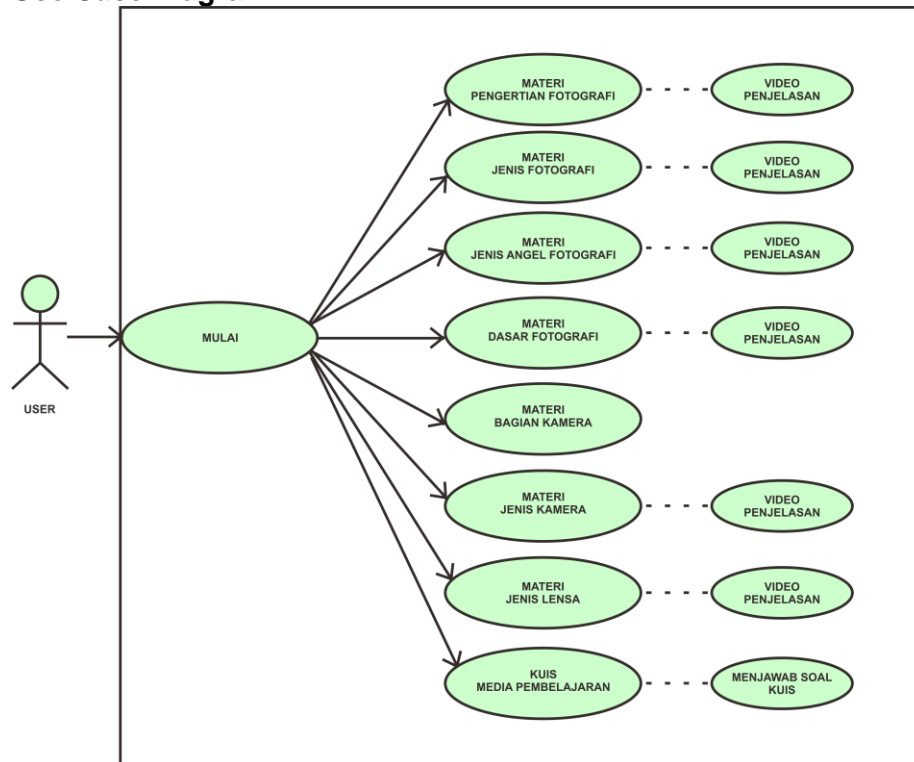 MATERI
PENGERTIAN FOTOGRAFI
VIDEO
PENJELASAN
MATERI
JENIS FOTOGRAFI
VIDEO
PENJELASAN
MATERI
JENIS ANGEL FOTOGRAFI
VIDEO
PENJELASAN
MULAI
MATERI
DASAR FOTOGRAFI
VIDEO
PENJELASAN
USER
MATERI
BAGIAN KAMERA
MATERI
JENIS KAMERA
VIDEO
PENJELASAN
MATERI
JENIS LENSA
VIDEO
PENJELASAN
KUIS
MEDIA PEMBELAJARAN
MENJAWAB SOAL
KUIS